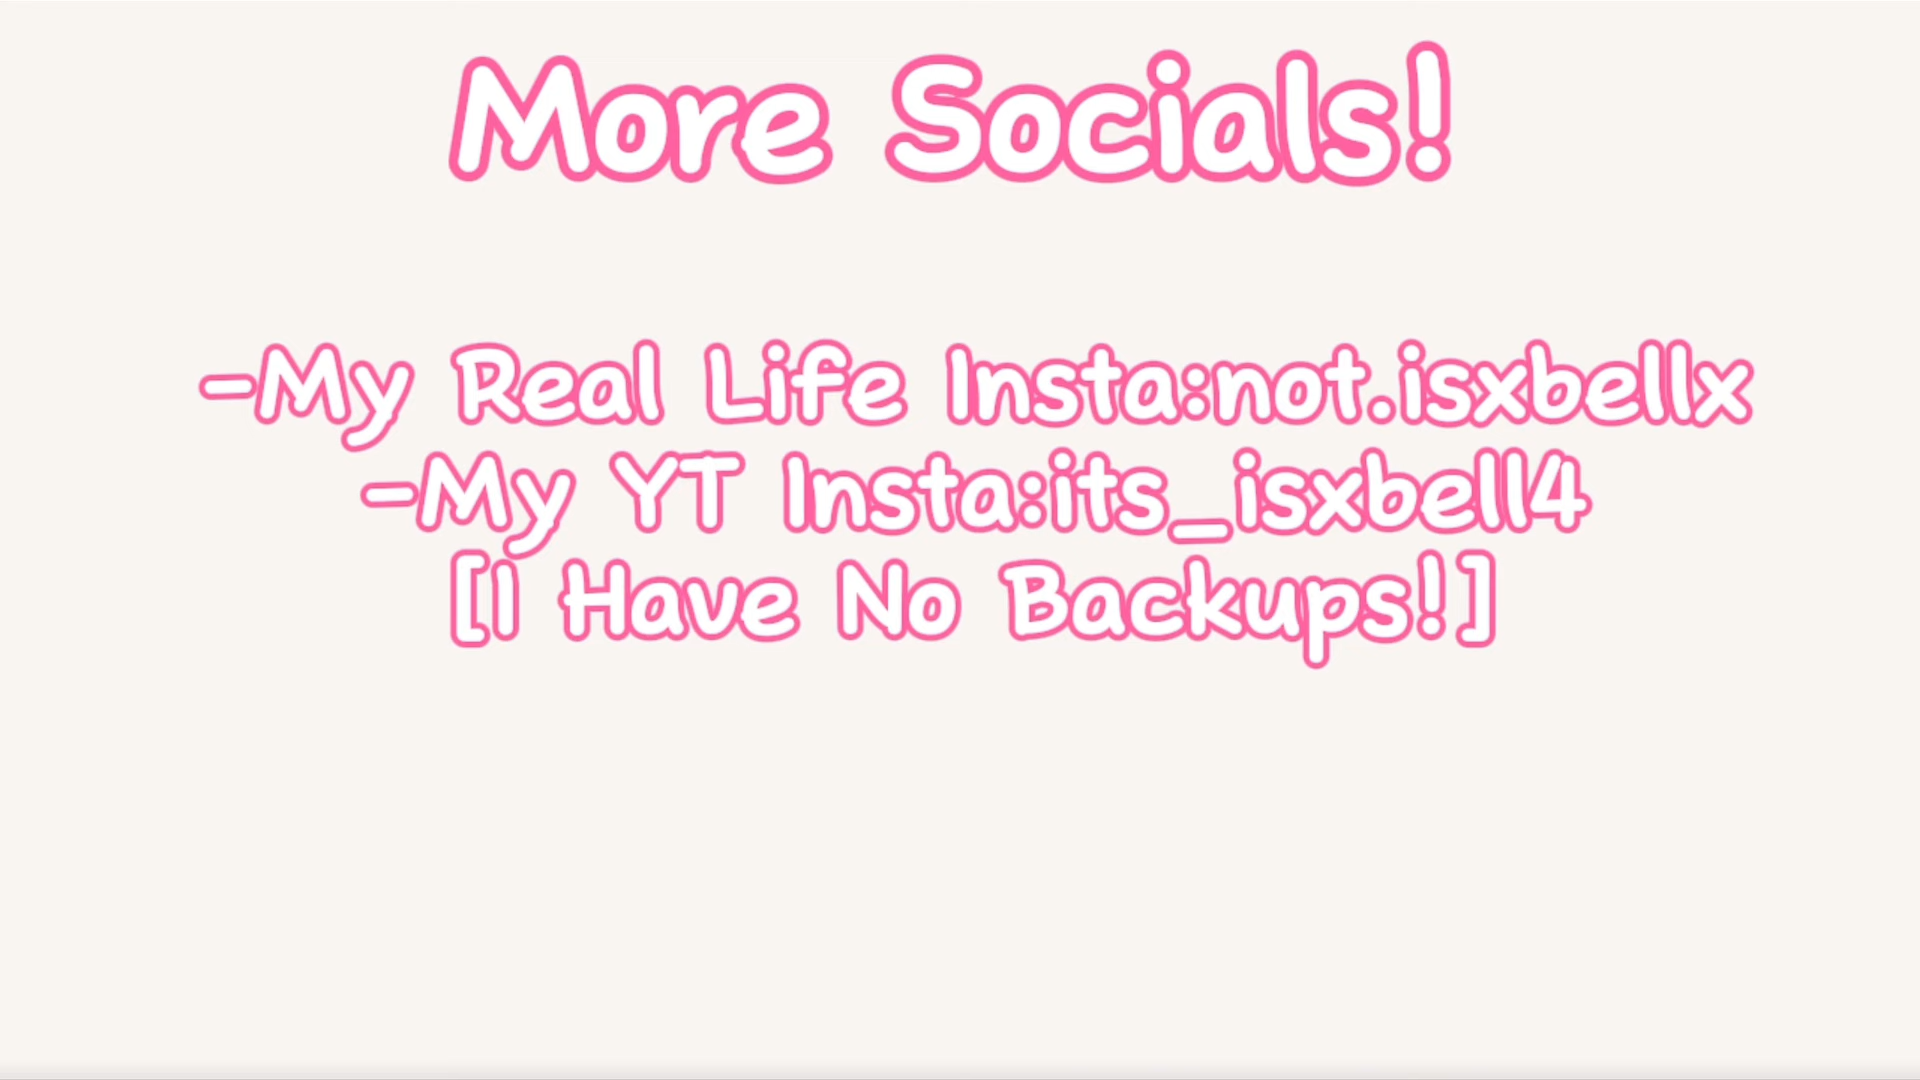 More Socials!
-My Real Life Insta:not.isxbellx
-My YT Insta:its_isxbell4
[I Have No Backups!]